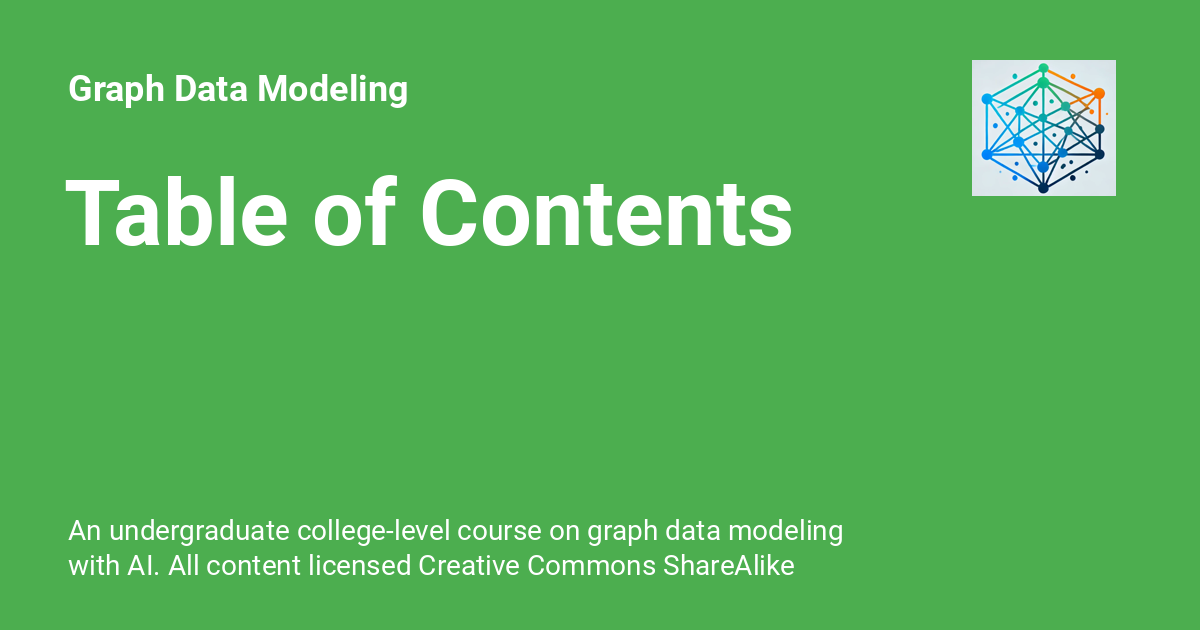 Graph Data Modeling
Table of Contents
An undergraduate college-level course on graph data modeling
with AI. All content licensed Creative Commons ShareAlike